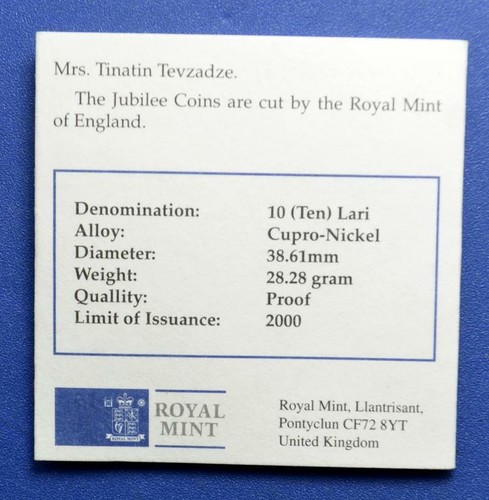 Mrs. Tinatin Tevzadze.
The Jubilee Coins are cut by the Royal Mint
of England.
Denomination: 10 (Ten) Lari
Alloy: Cupro-Nickel
Diameter: 38.61mm
Weight: 28.28 gram
Quallity: Proof
Limit of Issuance: 2000
ROYAL MINT
ROYAL
MINT
Royal Mint, Llantrisant,
Pontyclun CF72 8YT
United Kingdom